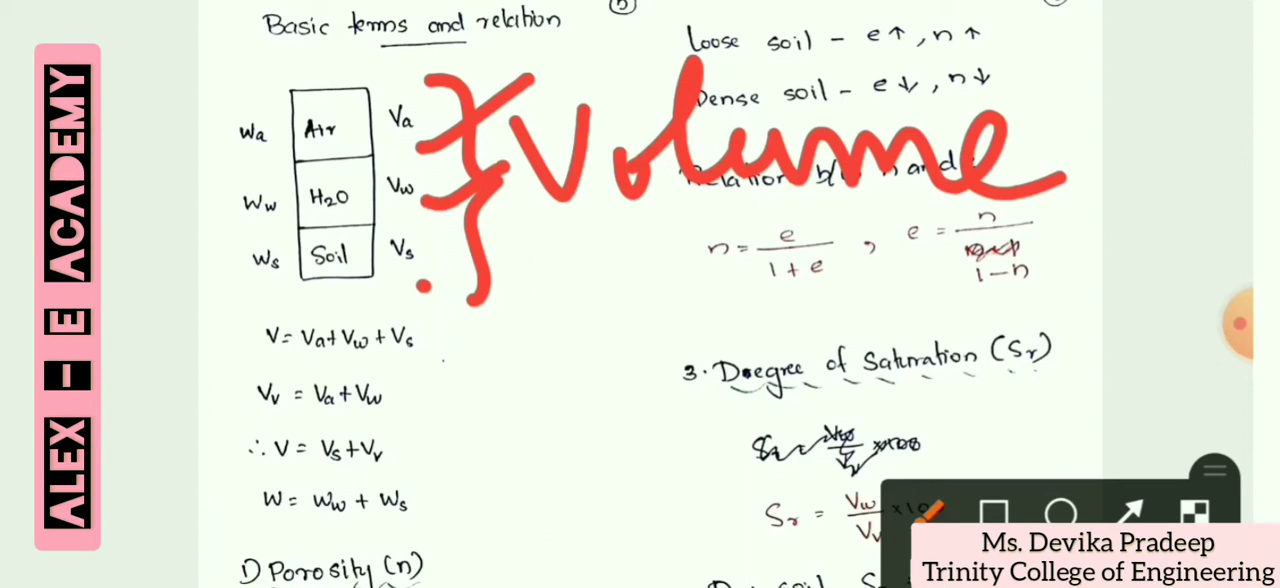 ALEX - E ACADEMY
Basic terms and relation
Wa Air Va
Ww H2O Vw
Ws Soil Vs
V = Va + Vw + Vs
Vv = Va + Vw
∴ V = Vs + Vv
W = Ww + Ws
1) Porosity (n)
Volume
Loose soil - e↑, n↑
Dense soil - e↓, n↓
Relation b/w n and
n = e / 1 + e , e = n / 1 - n
3. Degree of Saturation (Sr)
Sr = Vw / Vv
Ms. Devika Pradeep
Trinity College of Engineering